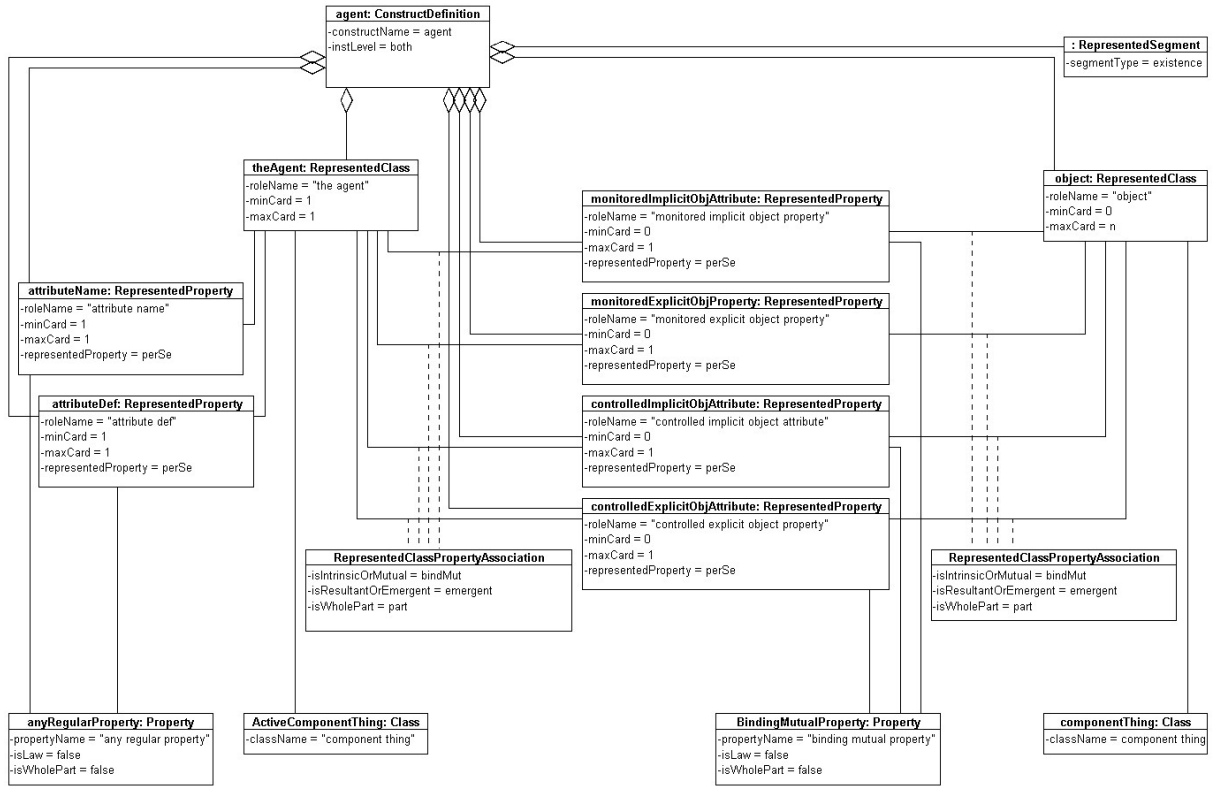 agent: ConstructDefinition
-constructName = agent
-instLevel = both
: RepresentedSegment
-segmentType = existence
theAgent: RepresentedClass
-roleName = "the agent"
-minCard = 1
-maxCard = 1
object: RepresentedClass
-roleName = "object"
-minCard = 0
-maxCard = n
monitoredImplicitObjAttribute: RepresentedProperty
-roleName = "monitored implicit object property"
-minCard = 0
-maxCard = 1
-representedProperty = perSe
attributeName: RepresentedProperty
-roleName = "attribute name"
-minCard = 1
-maxCard = 1
-representedProperty = perSe
monitoredExplicitObjProperty: RepresentedProperty
-roleName = "monitored explicit object property"
-minCard = 0
-maxCard = 1
-representedProperty = perSe
attributeDef: RepresentedProperty
-roleName = "attribute def"
-minCard = 1
-maxCard = 1
-representedProperty = perSe
controlledImplicitObjAttribute: RepresentedProperty
-roleName = "controlled implicit object attribute"
-minCard = 0
-maxCard = 1
-representedProperty = perSe
controlledExplicitObjAttribute: RepresentedProperty
-roleName = "controlled explicit object property"
-minCard = 0
-maxCard = 1
-representedProperty = perSe
RepresentedClassPropertyAssociation
-isIntrinsicOrMutual = bindMut
-isResultantOrEmergent = emergent
-isWholePart = part
RepresentedClassPropertyAssociation
-isIntrinsicOrMutual = bindMut
-isResultantOrEmergent = emergent
-isWholePart = part
anyRegularProperty: Property
-propertyName = "any regular property"
-isLaw = false
-isWholePart = false
ActiveComponentThing: Class
-className = "component thing"
BindingMutualProperty: Property
-propertyName = "binding mutual property"
-isLaw = false
-isWholePart = false
componentThing: Class
-className = component thing